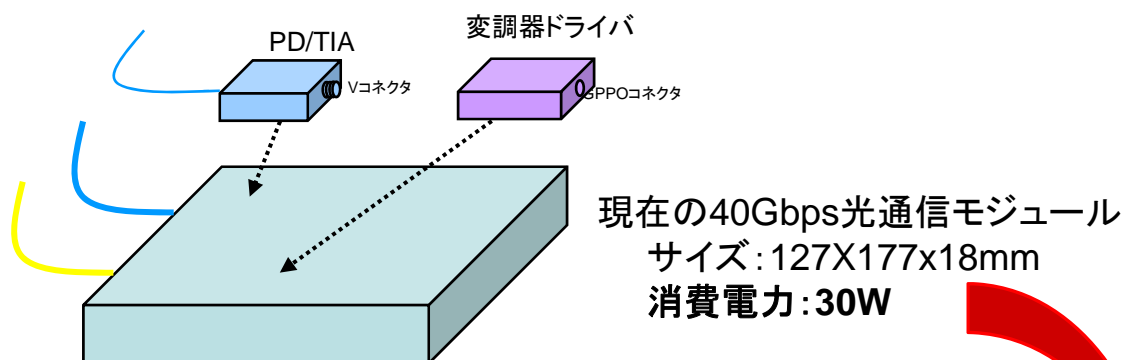 変調器ドライバ
PD/TIA
Vコネクタ
GPPOコネクタ
現在の40Gbps光通信モジュール
サイズ：127X177x18mm
消費電力：30W